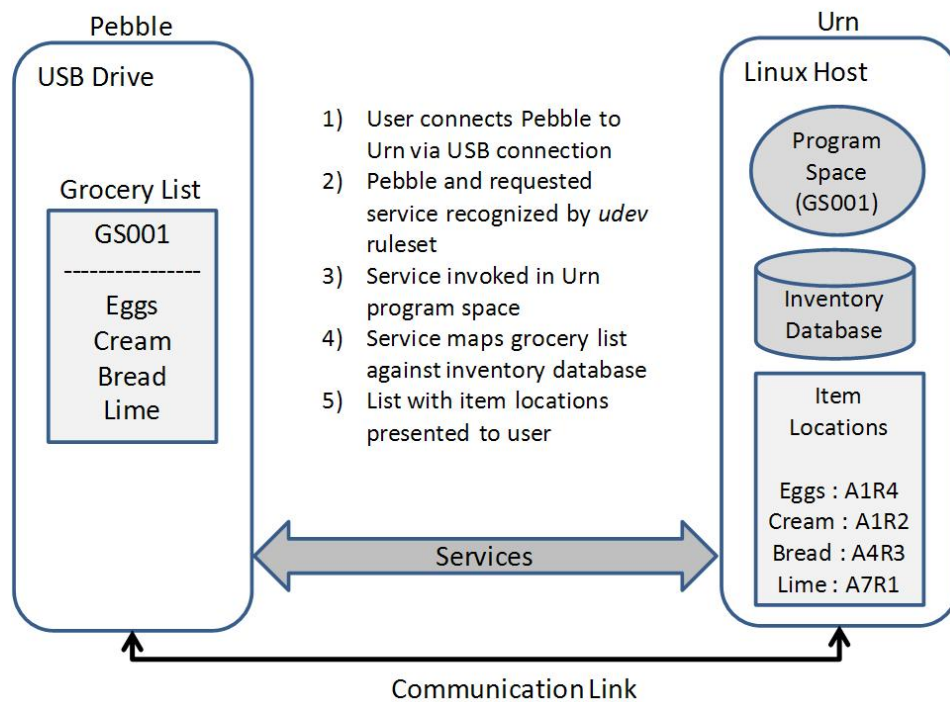 Pebble
USB Drive
Grocery List
GS001
-----------------
Eggs
Cream
Bread
Lime
1) User connects Pebble to
Urn via USB connection
2) Pebble and requested
service recognized by udev
ruleset
3) Service invoked in Urn
program space
4) Service maps grocery list
against inventory database
5) List with item locations
presented to user
Urn
Linux Host
Program
Space
(GS001)
Inventory
Database
Item
Locations
Eggs : A1R4
Cream : A1R2
Bread : A4R3
Lime : A7R1
Services
Communication Link